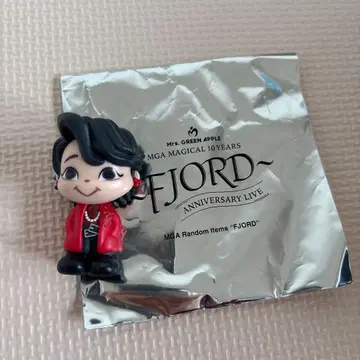 Mrs. GREEN APPLE
MGA MAGICAL 10 YEARS
FJORD~
ANNIVERSARY LIVE
MGA Random Items "FJORD"